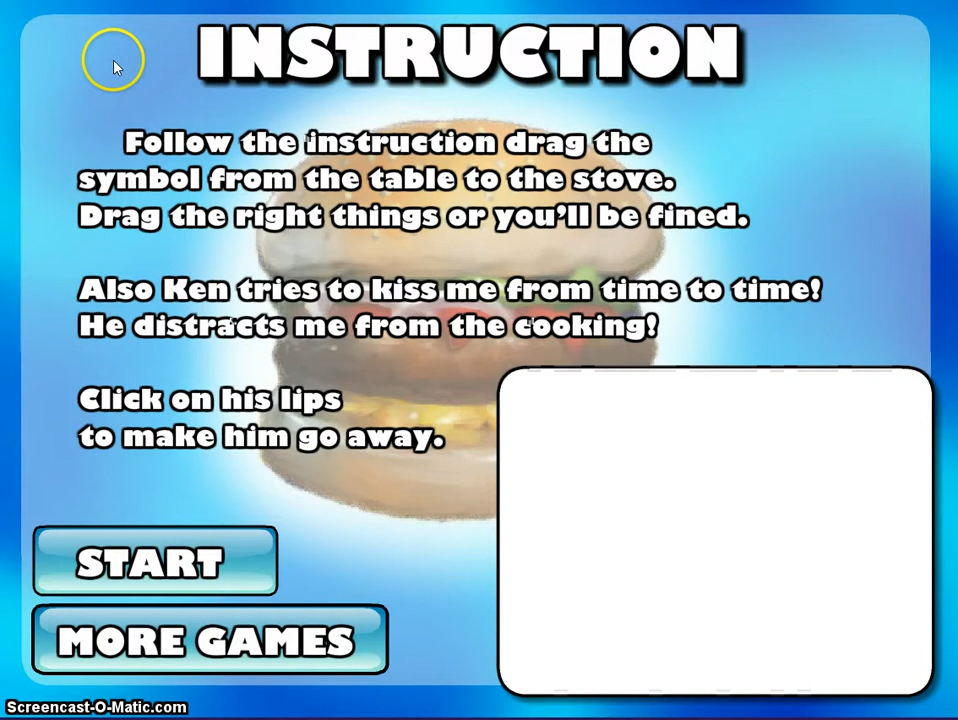 INSTRUCTION
Follow the instruction drag the
symbol from the table to the stove.
Drag the right things or you'll be fined.
Also Ken tries to kiss me from time to time!
He distracts me from the cooking!
Click on his lips
to make him go away.
START
MORE GAMES
Screencast-O-Matic.com